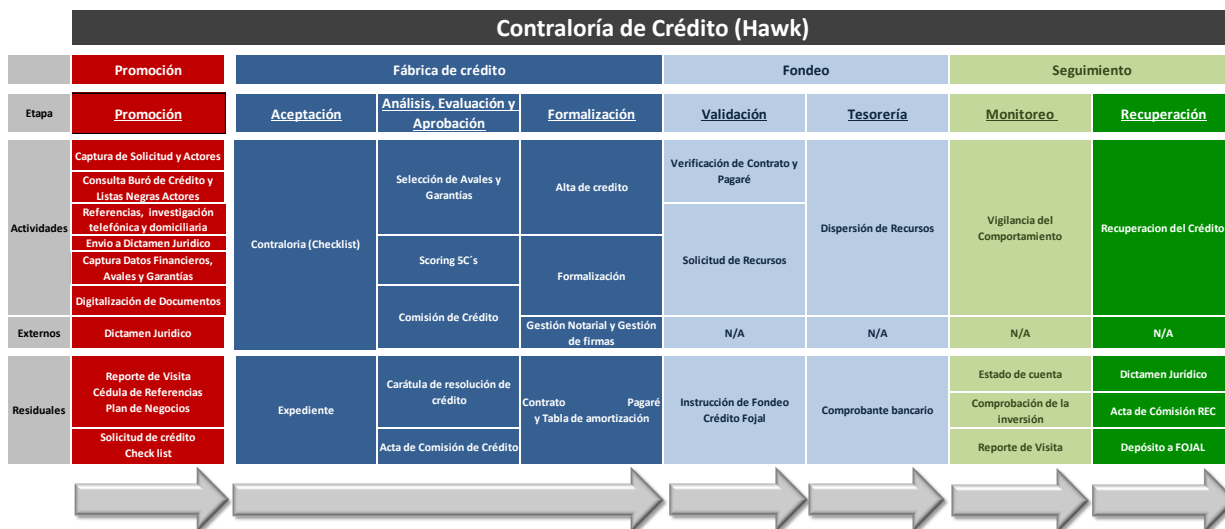 Contraloría de Crédito (Hawk)
Promoción
Fábrica de crédito
Fondeo
Seguimiento
Etapa
Promoción
Aceptación
Análisis, Evaluación y
Aprobación
Formalización
Validación
Tesorería
Monitoreo
Recuperación
Actividades
Captura de Solicitud y Actores
Consulta Buró de Crédito y
Listas Negras Actores
Referencias, investigación
telefónica y domiciliaria
Envio a Dictamen Juridico
Captura Datos Financieros,
Avales y Garantías
Digitalización de Documentos
Contraloria (Checklist)
Selección de Avales y
Garantías
Scoring 5C´s
Comisión de Crédito
Alta de credito
Formalización
Verificación de Contrato y
Pagaré
Solicitud de Recursos
Dispersión de Recursos
Vigilancia del
Comportamiento
Recuperacion del Crédito
Externos
Dictamen Juridico
Gestión Notarial y Gestión
de firmas
N/A
N/A
N/A
N/A
Residuales
Reporte de Visita
Cédula de Referencias
Plan de Negocios
Solicitud de crédito
Check list
Expediente
Carátula de resolución de
crédito
Acta de Comisión de Crédito
Contrato Pagaré
y Tabla de amortización
Instrucción de Fondeo
Crédito Fojal
Comprobante bancario
Estado de cuenta
Comprobación de la
inversión
Reporte de Visita
Dictamen Jurídico
Acta de Cómisión REC
Depósito a FOJAL